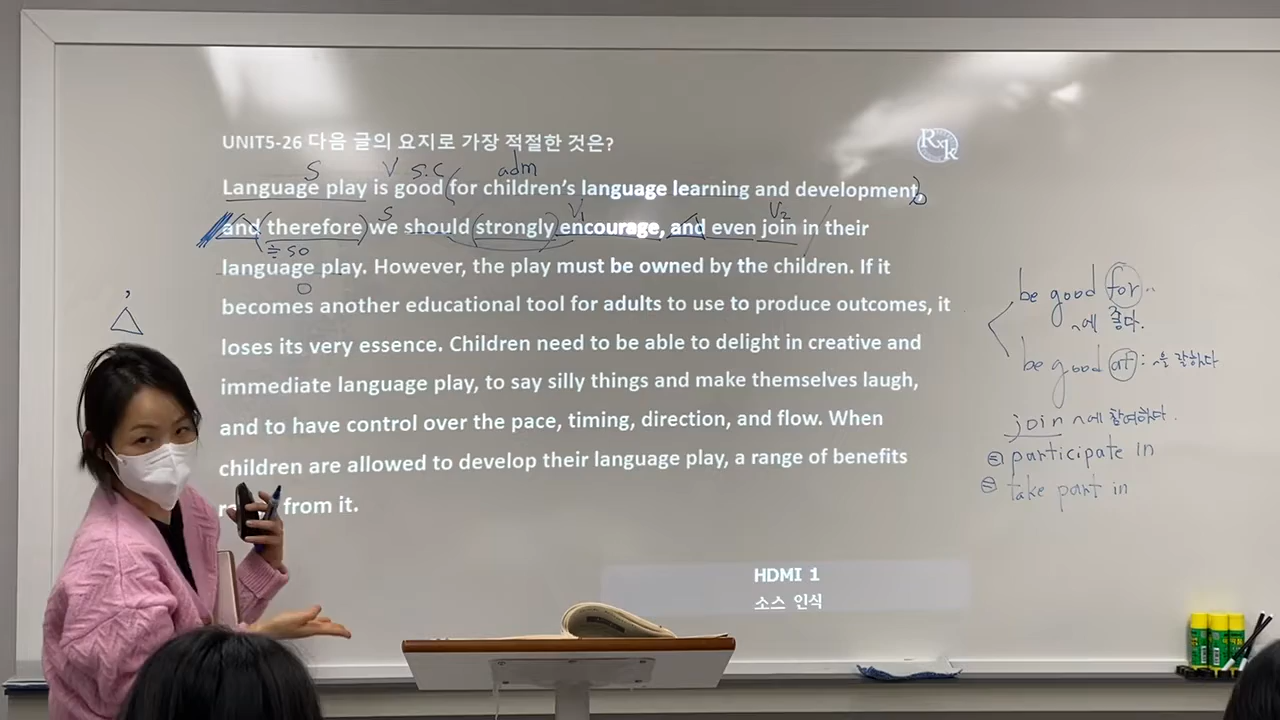 UNIT5-26 다음 글의 요지로 가장 적절한 것은?
S V S.C adm
Language play is good (for children's language learning and development,
S V1 V2
and (therefore) we should (strongly) encourage, and even join in their
≒ so
language play. However, the play must be owned by the children. If it
O
becomes another educational tool for adults to use to produce outcomes, it
loses its very essence. Children need to be able to delight in creative and
immediate language play, to say silly things and make themselves laugh,
and to have control over the pace, timing, direction, and flow. When
children are allowed to develop their language play, a range of benefits
from it.
Rxk
be good for..
~에 좋다.
be good at : ~을 잘하다
join ~에 참여하다.
= participate in
= take part in
HDMI 1
소스 인식